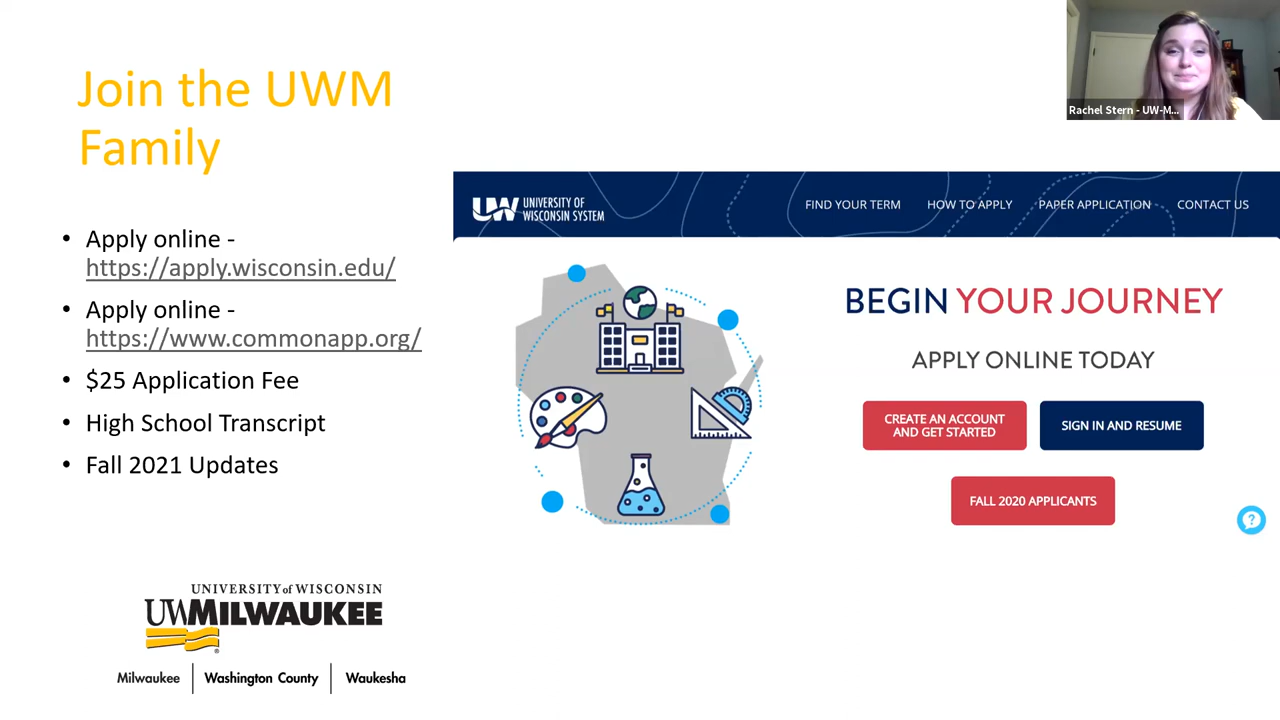 Join the UWM
Family
• Apply online -
https://apply.wisconsin.edu/
• Apply online -
https://www.commonapp.org/
• $25 Application Fee
• High School Transcript
• Fall 2021 Updates
UNIVERSITY of WISCONSIN
UWMILWAUKEE
Milwaukee
Washington County
Waukesha
Rachel Stern - UW-M...
UW UNIVERSITY OF
WISCONSIN SYSTEM
FIND YOUR TERM
HOW TO APPLY
PAPER APPLICATION
CONTACT US
BEGIN YOUR JOURNEY
APPLY ONLINE TODAY
CREATE AN ACCOUNT
AND GET STARTED
SIGN IN AND RESUME
FALL 2020 APPLICANTS
?